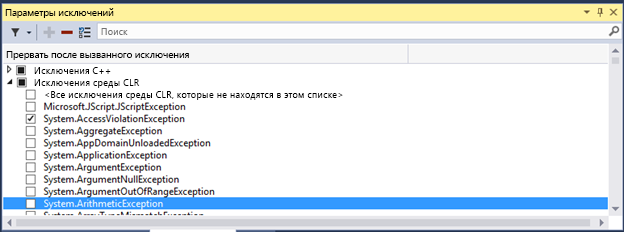 Параметры исключений
Поиск
Прервать после вызванного исключения
Исключения C++
Исключения среды CLR
<Все исключения среды CLR, которые не находятся в этом списке>
Microsoft.JScript.JScriptException
System.AccessViolationException
System.AggregateException
System.AppDomainUnloadedException
System.ApplicationException
System.ArgumentException
System.ArgumentNullException
System.ArgumentOutOfRangeException
System.ArithmeticException
System.ArrayTypeMismatchException